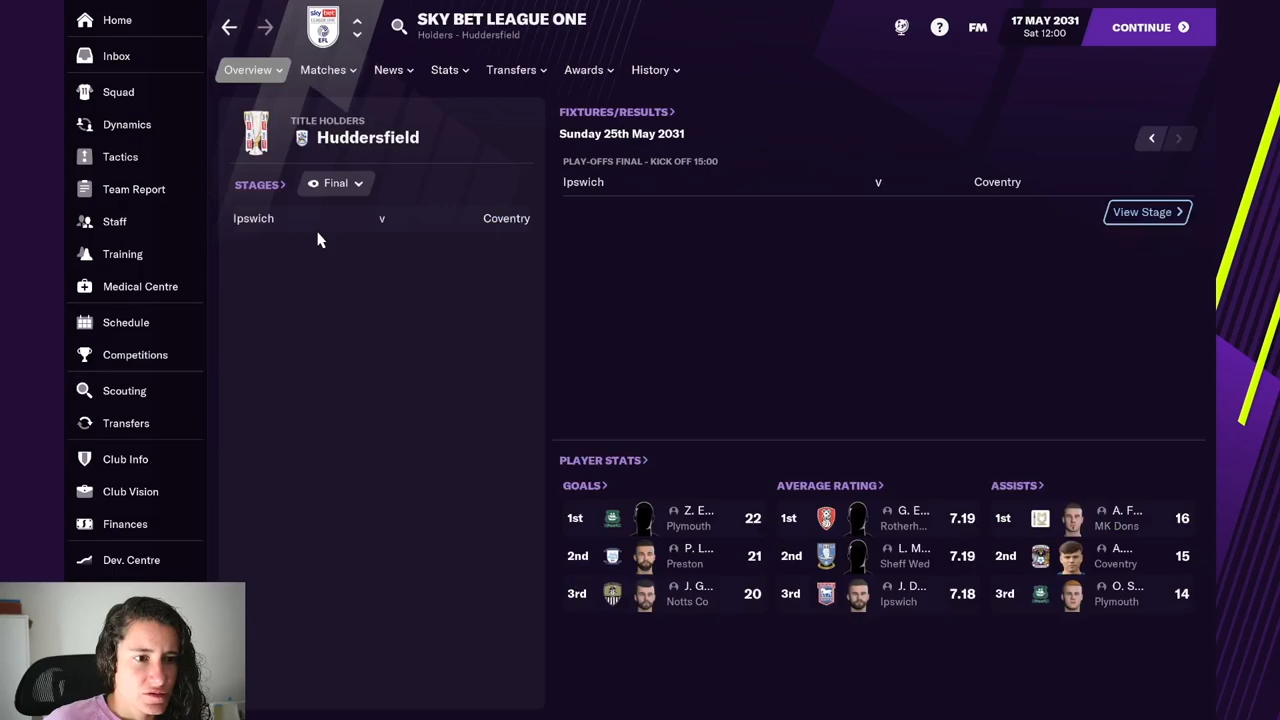 Home
Inbox
Squad
Dynamics
Tactics
Team Report
Staff
Training
Medical Centre
Schedule
Competitions
Scouting
Transfers
Club Info
Club Vision
Finances
Dev. Centre
sky bet
LEAGUE ONE
EFL
SKY BET LEAGUE ONE
Holders - Huddersfield
?
FM
17 MAY 2031
Sat 12:00
CONTINUE
Overview
Matches
News
Stats
Transfers
Awards
History
TITLE HOLDERS
Huddersfield
STAGES
Final
Ipswich v Coventry
FIXTURES/RESULTS
Sunday 25th May 2031
PLAY-OFFS FINAL - KICK OFF 15:00
Ipswich v Coventry
View Stage
PLAYER STATS
GOALS
1st Z. E... 22
Plymouth
2nd P. L... 21
Preston
3rd J. G... 20
Notts Co
AVERAGE RATING
1st G. E... 7.19
Rotherh...
2nd L. M... 7.19
Sheff Wed
3rd J. D... 7.18
Ipswich
ASSISTS
1st A. F... 16
MK Dons
2nd A.... 15
Coventry
3rd O. S... 14
Plymouth